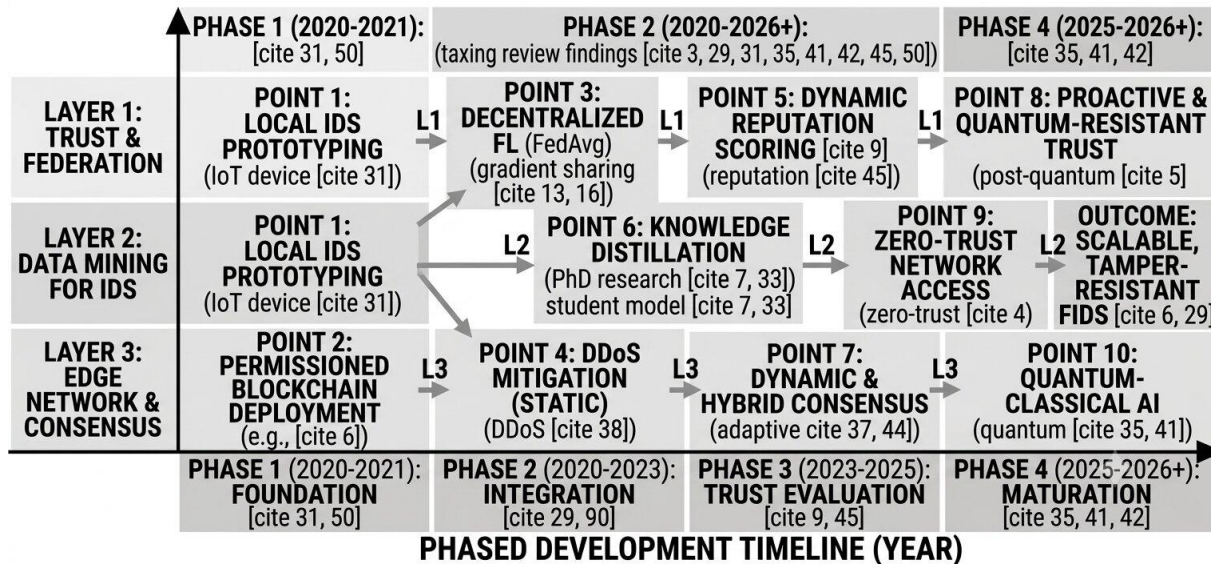 PHASE 1 (2020-2021):
[cite 31, 50]
PHASE 2 (2020-2026+):
(taxing review findings [cite 3, 29, 31, 35, 41, 42, 45, 50])
PHASE 4 (2025-2026+):
[cite 35, 41, 42]
LAYER 1:
TRUST &
FEDERATION
POINT 1:
LOCAL IDS
PROTOTYPING
(IoT device [cite 31])
L1
POINT 3:
DECENTRALIZED
FL (FedAvg)
(gradient sharing
[cite 13, 16])
L1
POINT 5: DYNAMIC
REPUTATION
SCORING [cite 9]
(reputation [cite 45])
L1
POINT 8: PROACTIVE &
QUANTUM-RESISTANT
TRUST
(post-quantum [cite 5]
LAYER 2:
DATA MINING
FOR IDS
POINT 1:
LOCAL IDS
PROTOTYPING
(IoT device [cite 31])
L2
POINT 6: KNOWLEDGE
DISTILLATION
(PhD research [cite 7, 33])
student model [cite 7, 33]
L2
POINT 9:
ZERO-TRUST
NETWORK
ACCESS
(zero-trust [cite 4)
L2
OUTCOME:
SCALABLE,
TAMPER-
RESISTANT
FIDS [cite 6, 29]
LAYER 3:
EDGE
NETWORK &
CONSENSUS
POINT 2:
PERMISSIONED
BLOCKCHAIN
DEPLOYMENT
(e.g., [cite 6])
L3
POINT 4: DDoS
MITIGATION
(STATIC)
(DDoS [cite 38])
L3
POINT 7:
DYNAMIC &
HYBRID CONSENSUS
(adaptive cite 37, 44])
L3
POINT 10:
QUANTUM-
CLASSICAL AI
(quantum [cite 35, 41])
PHASE 1 (2020-2021):
FOUNDATION
[cite 31, 50]
PHASE 2 (2020-2023):
INTEGRATION
[cite 29, 90]
PHASE 3 (2023-2025):
TRUST EVALUATION
[cite 9, 45]
PHASE 4 (2025-2026+):
MATURATION
[cite 35, 41, 42]
PHASED DEVELOPMENT TIMELINE (YEAR)